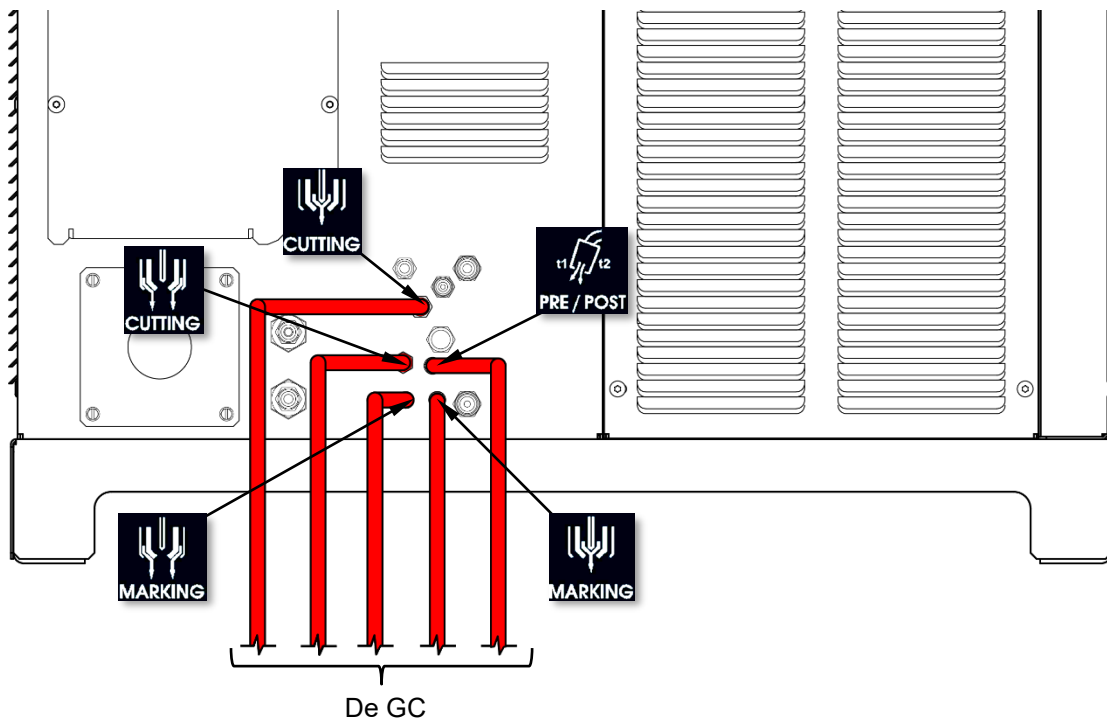 CUTTING
CUTTING
t1 t2
PRE / POST
MARKING
MARKING
De GC